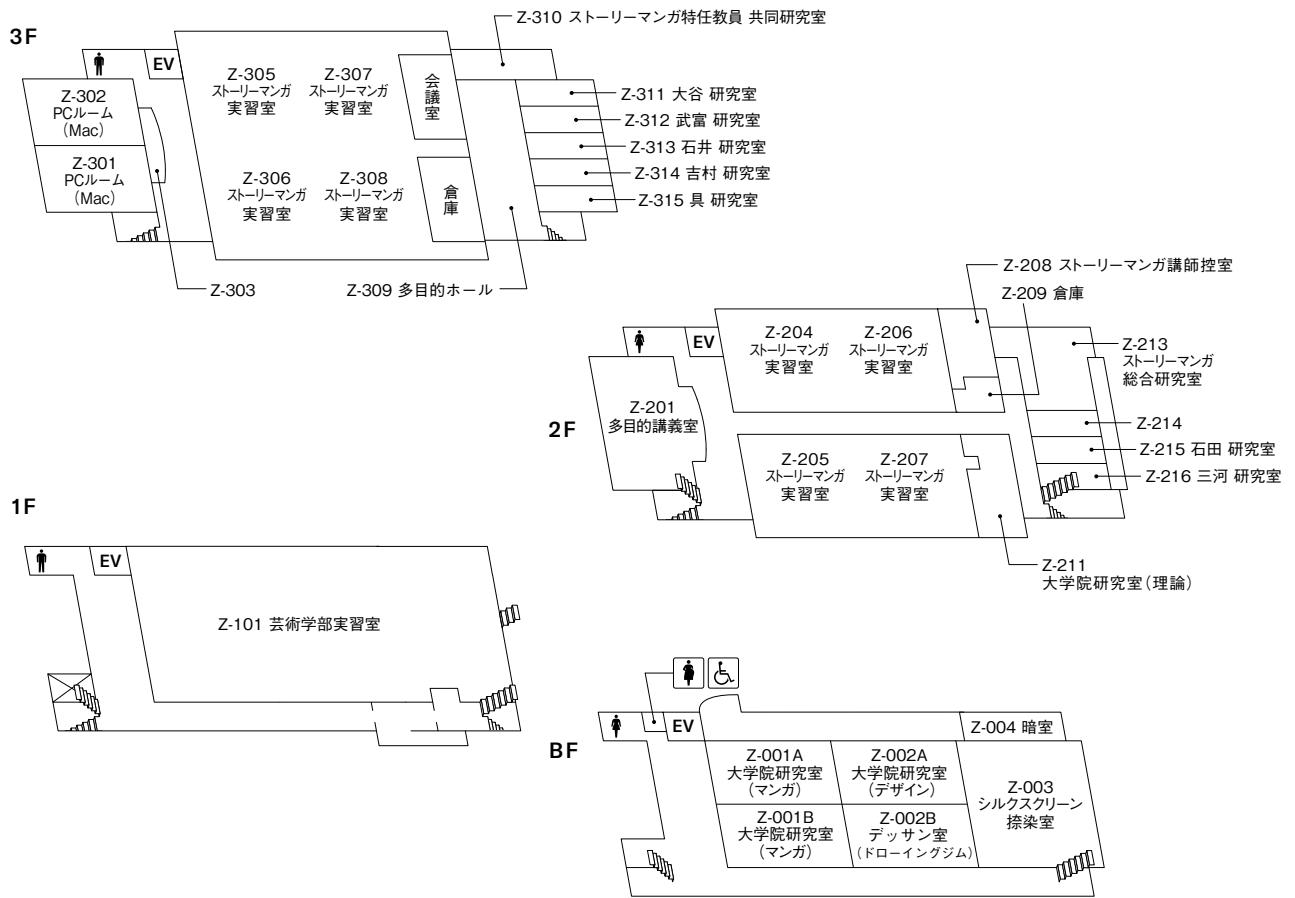 3F
Z-310 ストーリーマンガ特任教員 共同研究室
EV
Z-302
PCルーム
（Mac）
Z-301
PCルーム
（Mac）
Z-305
ストーリーマンガ
実習室
Z-307
ストーリーマンガ
実習室
会議室
Z-306
ストーリーマンガ
実習室
Z-308
ストーリーマンガ
実習室
倉庫
Z-311 大谷 研究室
Z-312 武富 研究室
Z-313 石井 研究室
Z-314 吉村 研究室
Z-315 具 研究室
Z-303
Z-309 多目的ホール
2F
Z-208 ストーリーマンガ講師控室
Z-209 倉庫
EV
Z-204
ストーリーマンガ
実習室
Z-206
ストーリーマンガ
実習室
Z-213
ストーリーマンガ
総合研究室
Z-201
多目的講義室
Z-214
Z-215 石田 研究室
Z-216 三河 研究室
Z-205
ストーリーマンガ
実習室
Z-207
ストーリーマンガ
実習室
Z-211
大学院研究室（理論）
1F
EV
Z-101 芸術学部実習室
BF
EV
Z-004 暗室
Z-001A
大学院研究室
（マンガ）
Z-002A
大学院研究室
（デザイン）
Z-003
シルクスクリーン
捺染室
Z-001B
大学院研究室
（マンガ）
Z-002B
デッサン室
（ドローイングジム）